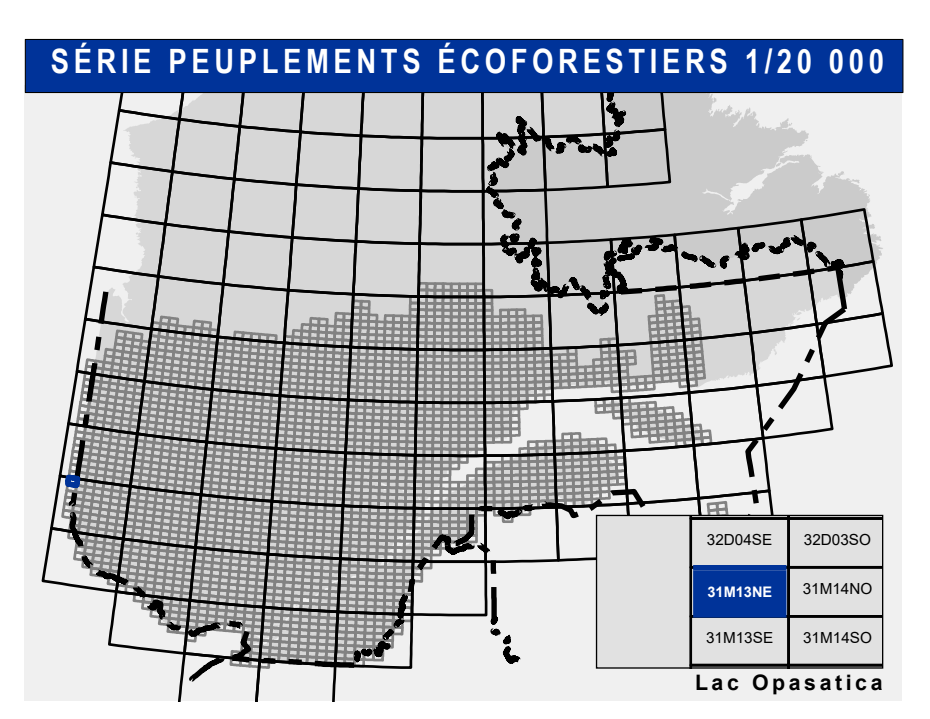 SÉRIE PEUPLEMENTS ÉCOFORESTIERS 1/20 000
32D04SE 32D03SO
31M13NE 31M14NO
31M13SE 31M14SO
Lac Opasatica